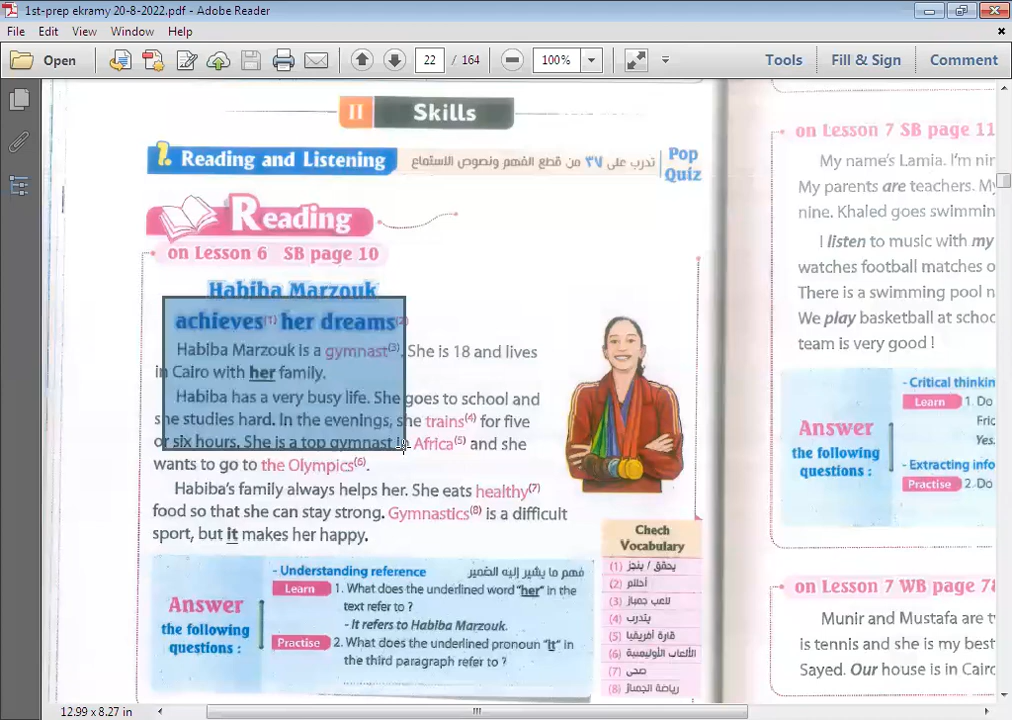 1st-prep ekramy 20-8-2022.pdf - Adobe Reader
File Edit View Window Help
Open 22 / 164 100% Tools Fill & Sign Comment
II Skills
1. Reading and Listening تدرب على ٣٧ من قطع الفهم ونصوص الاستماع Pop Quiz
Reading
on Lesson 6 SB page 10
Habiba Marzouk
achieves(1) her dreams(2)
Habiba Marzouk is a gymnast(3). She is 18 and lives
in Cairo with her family.
Habiba has a very busy life. She goes to school and
she studies hard. In the evenings, she trains(4) for five
or six hours. She is a top gymnast in Africa(5) and she
wants to go to the Olympics(6).
Habiba's family always helps her. She eats healthy(7)
food so that she can stay strong. Gymnastics(8) is a difficult
sport, but it makes her happy.
Chech
Vocabulary
(1) يحقق / ينجز
(2) أحلام
(3) لاعب جمباز
(4) يتدرب
(5) قارة أفريقيا
(6) الألعاب الأوليمبية
(7) صحى
(8) رياضة الجمباز
Answer
the following
questions :
- Understanding reference فهم ما يشير إليه الضمير
Learn 1. What does the underlined word "her" in the
text refer to ?
- It refers to Habiba Marzouk.
Practise 2. What does the underlined pronoun "it" in
the third paragraph refer to ?
on Lesson 7 SB page 11
My name's Lamia. I'm nin
My parents are teachers. My
nine. Khaled goes swimmin
I listen to music with my
watches football matches o
There is a swimming pool n
We play basketball at schoo
team is very good !
Answer
the following
questions :
- Critical thinkin
Learn 1. Do
Fric
Yes.
- Extracting info
Practise 2. Do
on Lesson 7 WB page 78
Munir and Mustafa are t
is tennis and she is my best
Sayed. Our house is in Cairo
12.99 x 8.27 in